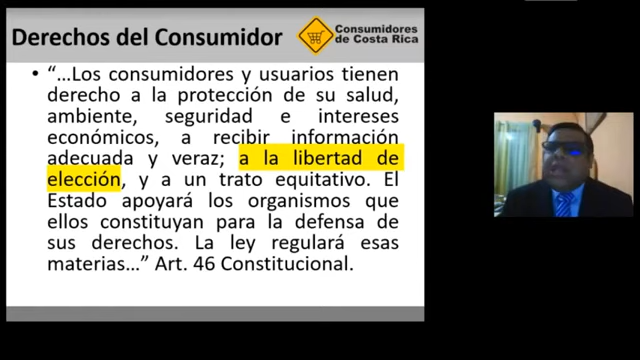 Derechos del Consumidor
Consumidores
de Costa Rica
• “…Los consumidores y usuarios tienen
derecho a la protección de su salud,
ambiente, seguridad e intereses
económicos, a recibir información
adecuada y veraz; a la libertad de
elección, y a un trato equitativo. El
Estado apoyará los organismos que
ellos constituyan para la defensa de
sus derechos. La ley regulará esas
materias…” Art. 46 Constitucional.